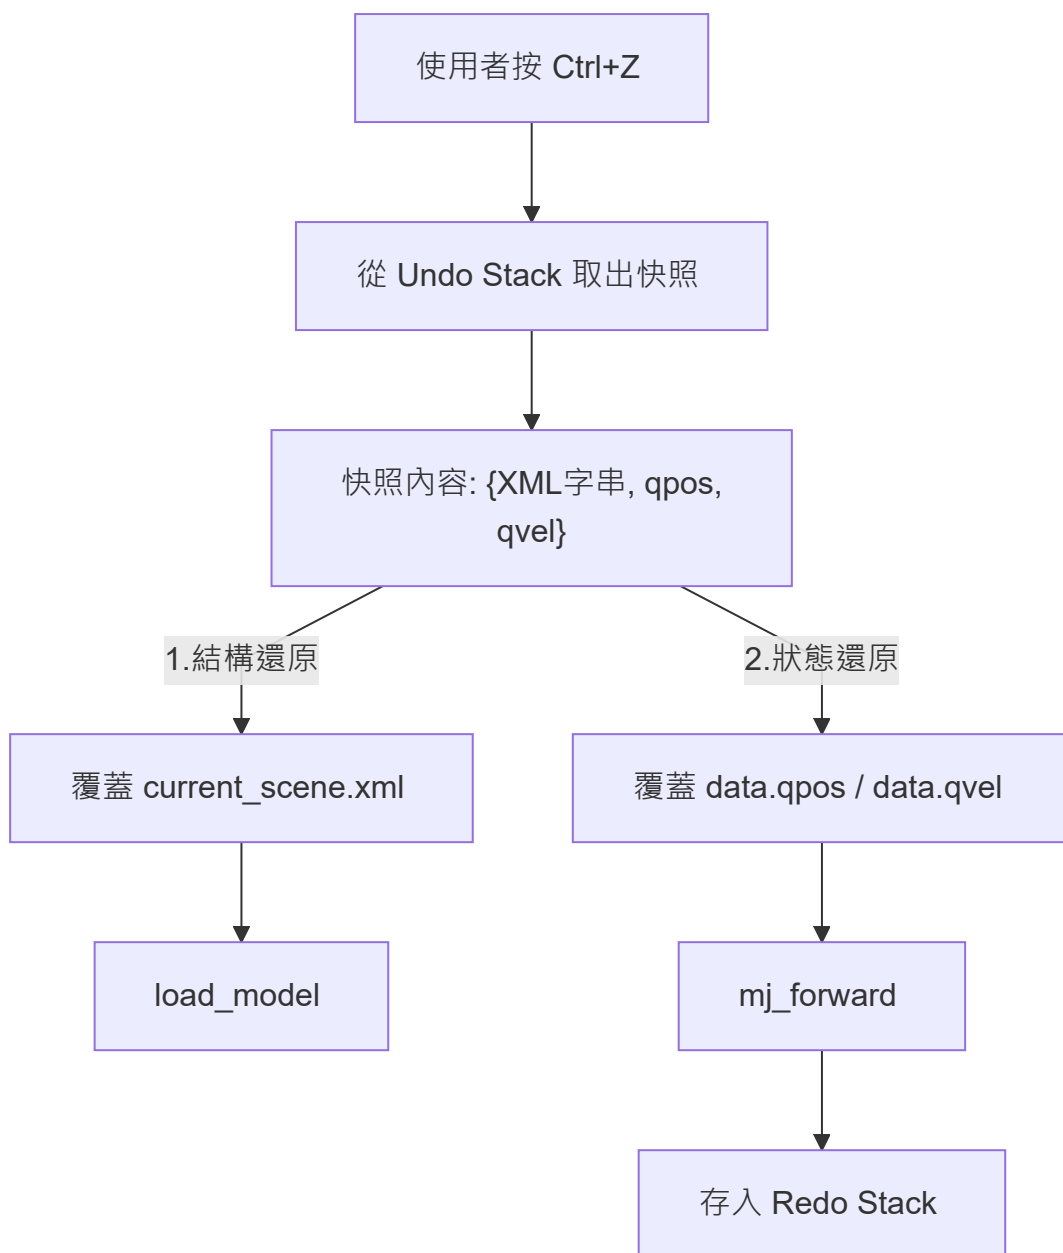 使用者按 Ctrl+Z
從 Undo Stack 取出快照
快照內容: {XML字串, qpos,
qvel}
1.結構還原
2.狀態還原
覆蓋 current_scene.xml
覆蓋 data.qpos / data.qvel
load_model
mj_forward
存入 Redo Stack